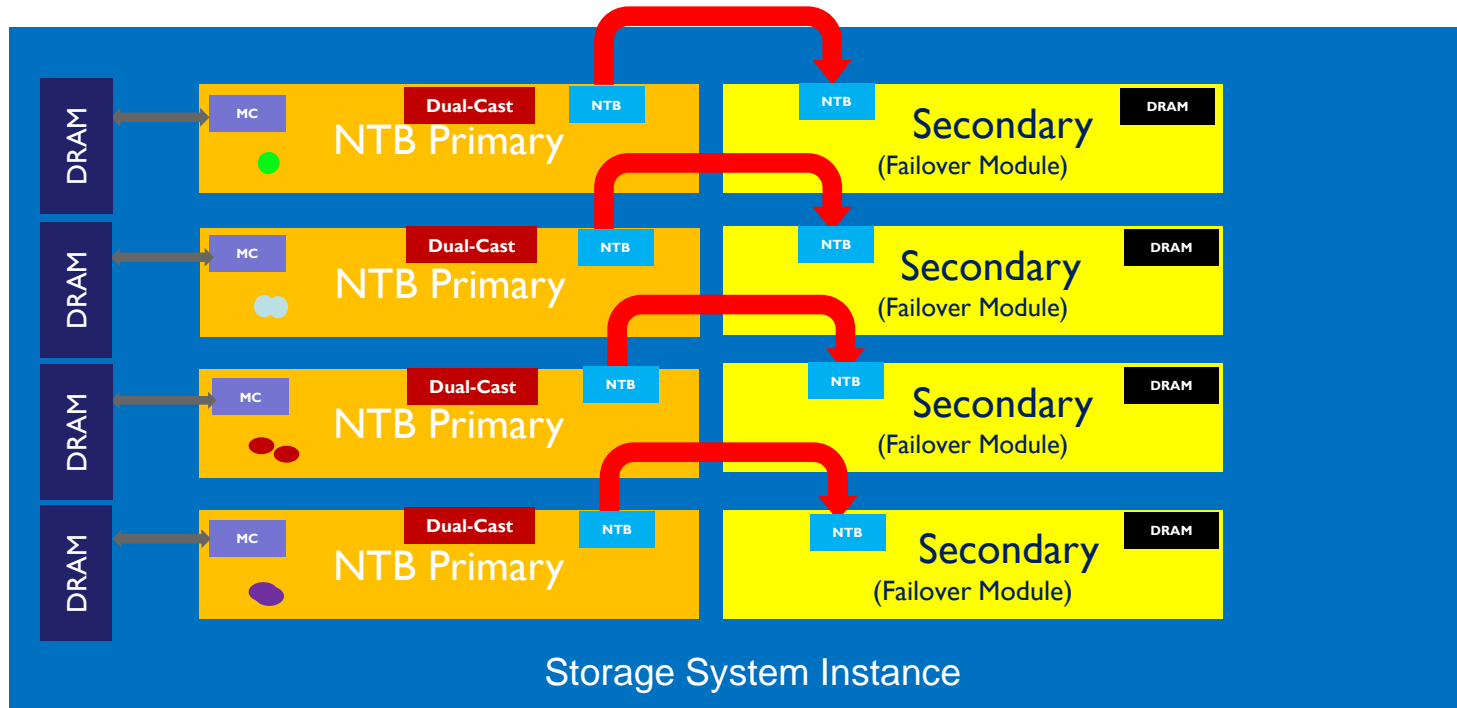 DRAM
MC
Dual-Cast
NTB
NTB Primary
NTB
Secondary
(Failover Module)
DRAM
DRAM
MC
Dual-Cast
NTB
NTB Primary
NTB
Secondary
(Failover Module)
DRAM
DRAM
MC
Dual-Cast
NTB
NTB Primary
NTB
Secondary
(Failover Module)
DRAM
DRAM
MC
Dual-Cast
NTB
NTB Primary
NTB
Secondary
(Failover Module)
DRAM
Storage System Instance